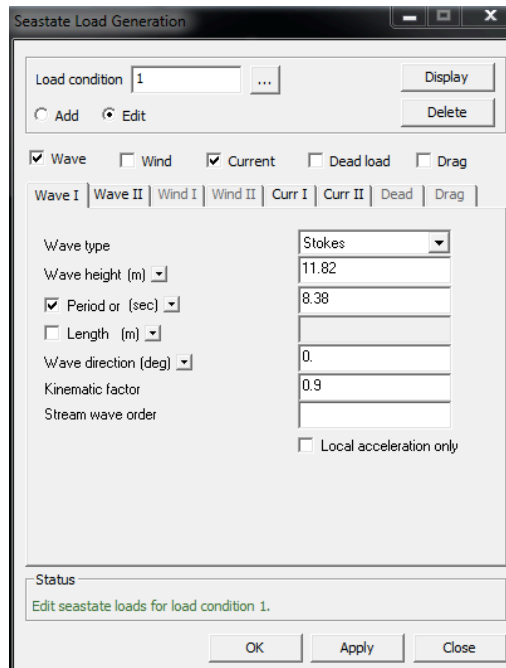 Seastate Load Generation
Load condition 1 ... Display
Add Edit Delete
Wave Wind Current Dead load Drag
Wave I Wave II Wind I Wind II Curr I Curr II Dead Drag
Wave type Stokes
Wave height (m) 11.82
Period or (sec) 8.38
Length (m)
Wave direction (deg) 0.
Kinematic factor 0.9
Stream wave order
Local acceleration only
Status
Edit seastate loads for load condition 1.
OK Apply Close